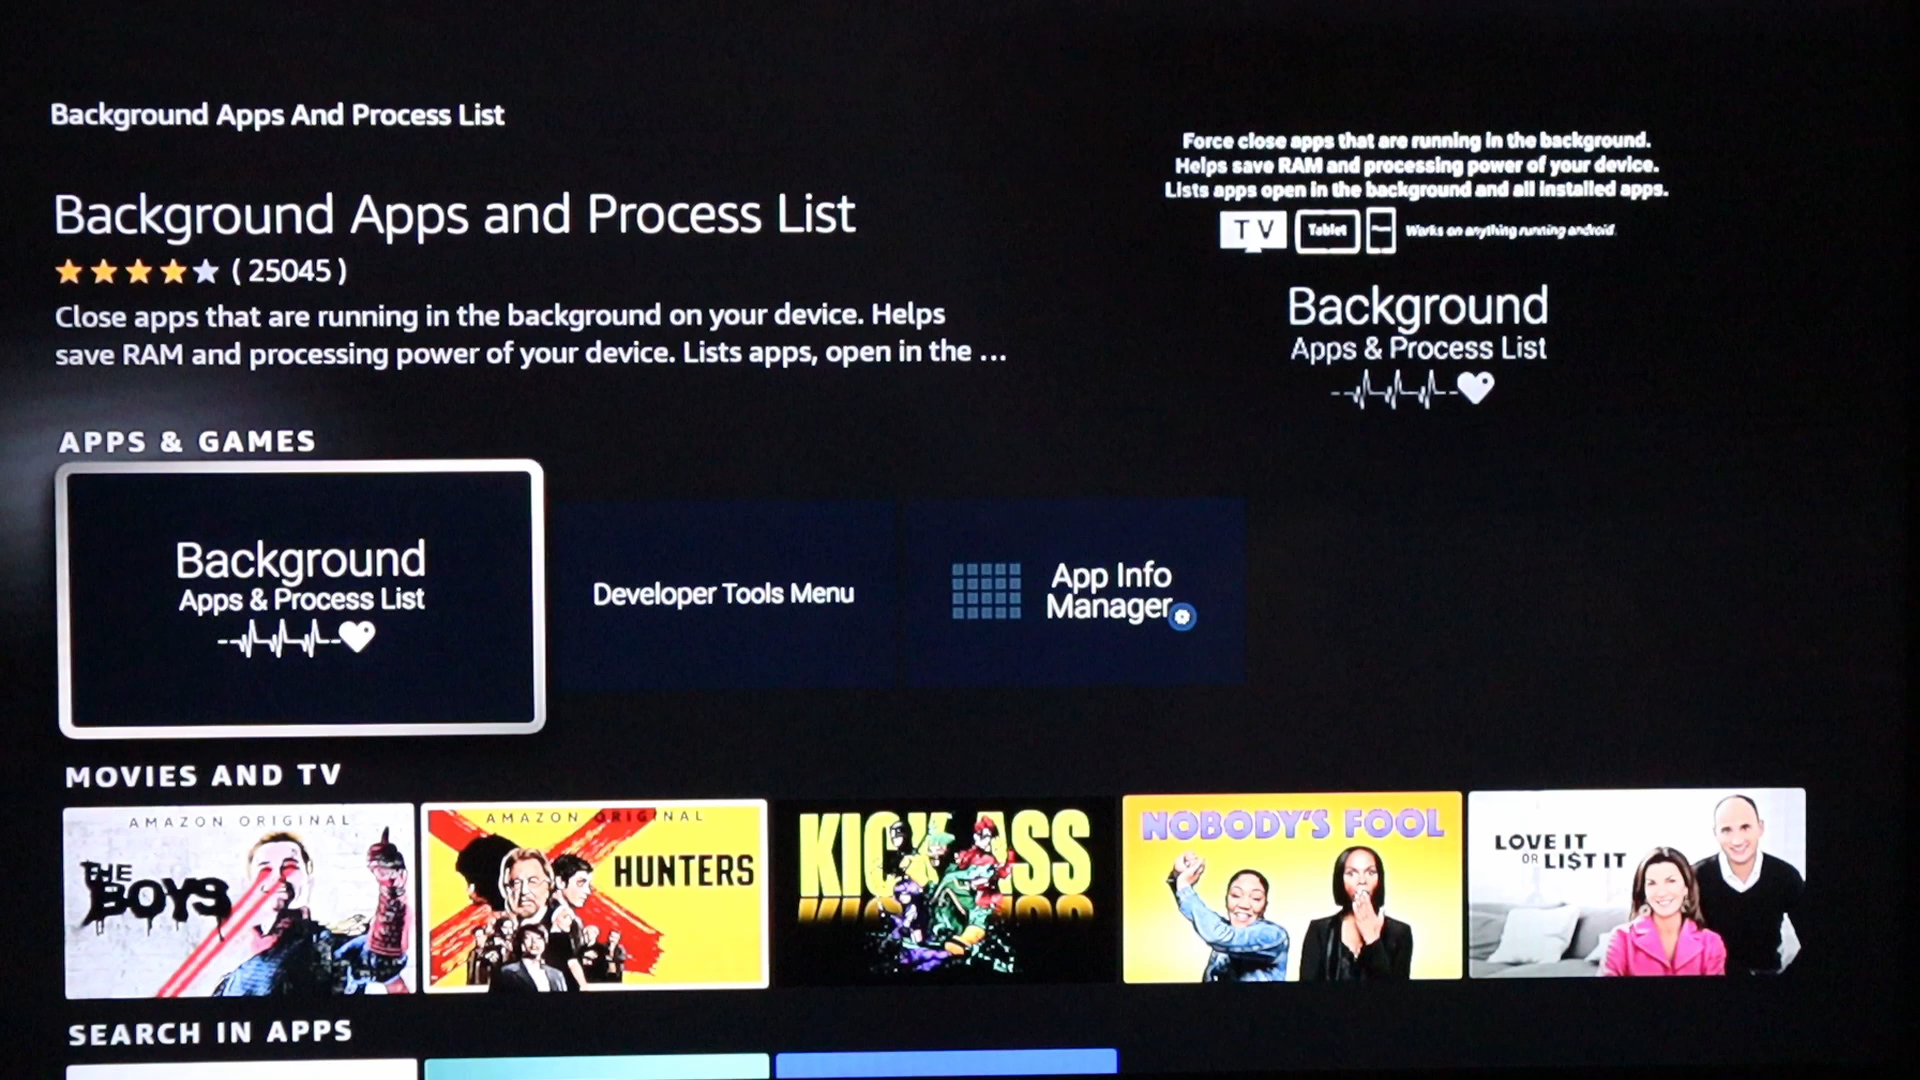 Background Apps And Process List
Force close apps that are running in the background.
Helps save RAM and processing power of your device.
Lists apps open in the background and all installed apps.
TV
Tablet
Works on anything running android.
Background Apps and Process List
( 25045 )
Close apps that are running in the background on your device. Helps
save RAM and processing power of your device. Lists apps, open in the ...
Background
Apps & Process List
APPS & GAMES
Background
Apps & Process List
Developer Tools Menu
App Info
Manager
MOVIES AND TV
AMAZON ORIGINAL
THE
BOYS
AMAZON ORIGINAL
HUNTERS
KICK ASS
NOBODY'S FOOL
LOVE IT
OR LI$T IT
SEARCH IN APPS